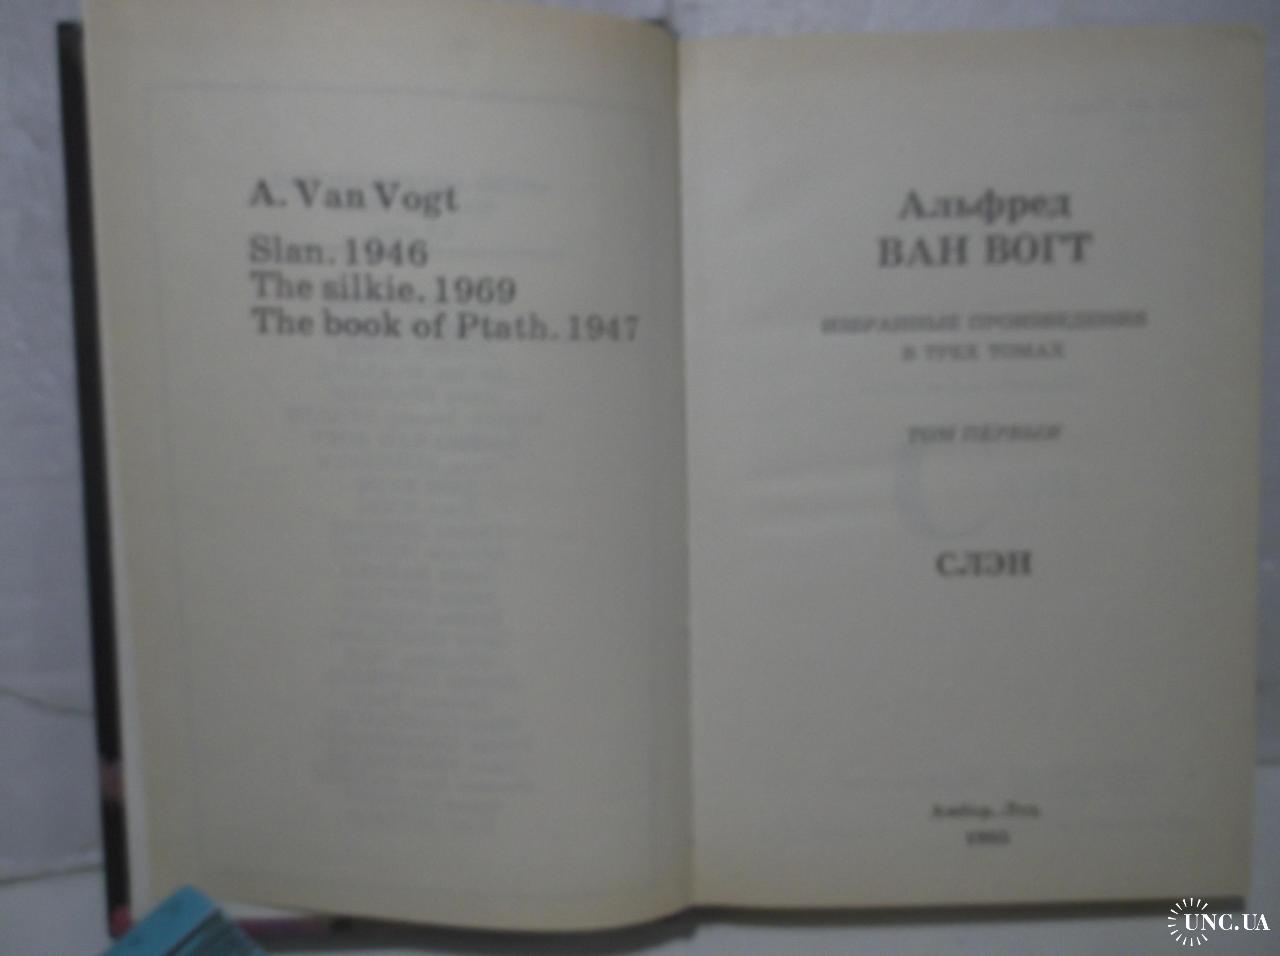 A. Van Vogt
Slan. 1946
The silkie. 1969
The book of Ptath. 1947
Альфред
ВАН ВОГТ
ИЗБРАННЫЕ ПРОИЗВЕДЕНИЯ
В ТРЕХ ТОМАХ
ТОМ ПЕРВЫЙ
СЛЭН
UNC.UA